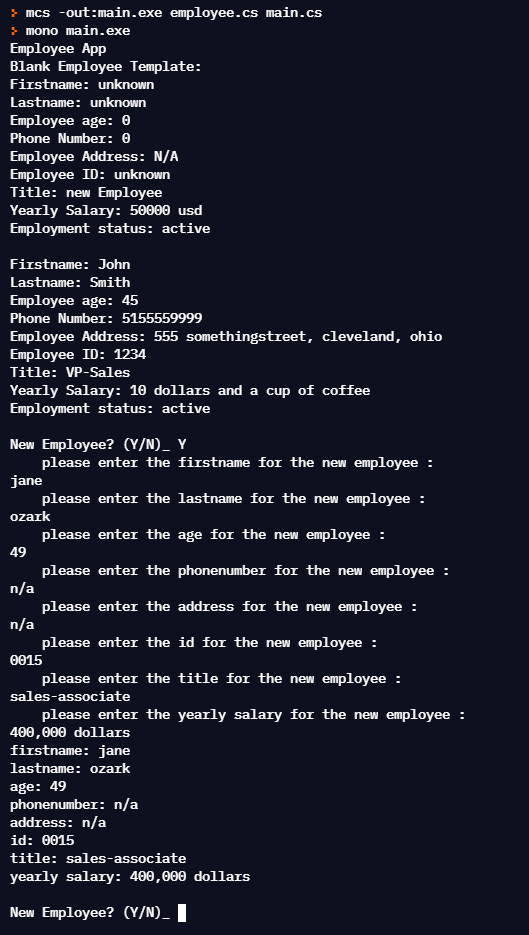 > mcs -out:main.exe employee.cs main.cs
> mono main.exe
Employee App
Blank Employee Template:
Firstname: unknown
Lastname: unknown
Employee age: 0
Phone Number: 0
Employee Address: N/A
Employee ID: unknown
Title: new Employee
Yearly Salary: 50000 usd
Employment status: active

Firstname: John
Lastname: Smith
Employee age: 45
Phone Number: 5155559999
Employee Address: 555 somethingstreet, cleveland, ohio
Employee ID: 1234
Title: VP-Sales
Yearly Salary: 10 dollars and a cup of coffee
Employment status: active

New Employee? (Y/N)_ Y
    please enter the firstname for the new employee :
jane
    please enter the lastname for the new employee :
ozark
    please enter the age for the new employee :
49
    please enter the phonenumber for the new employee :
n/a
    please enter the address for the new employee :
n/a
    please enter the id for the new employee :
0015
    please enter the title for the new employee :
sales-associate
    please enter the yearly salary for the new employee :
400,000 dollars
firstname: jane
lastname: ozark
age: 49
phonenumber: n/a
address: n/a
id: 0015
title: sales-associate
yearly salary: 400,000 dollars

New Employee? (Y/N)_